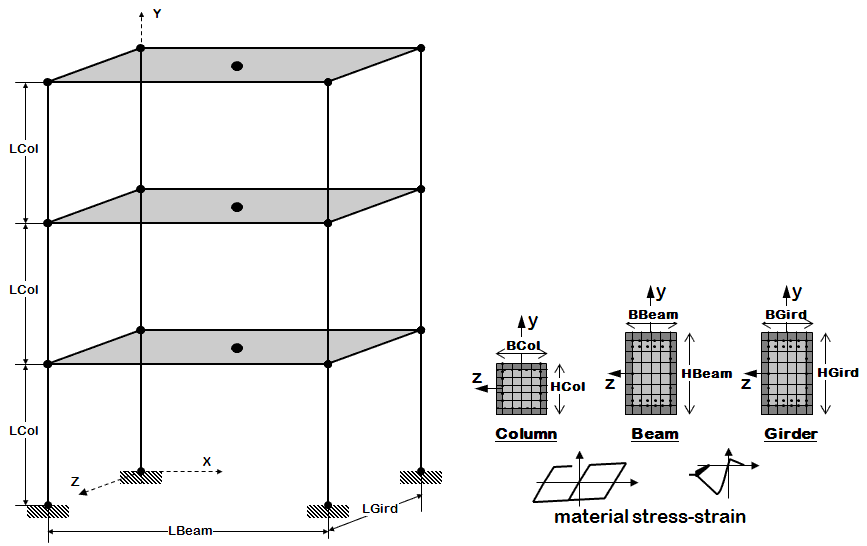 Y
LCol
LCol
LCol
X
Z
LBeam
LGird
y
BCol
z
HCol
Column
y
BBeam
z
HBeam
Beam
y
BGird
z
HGird
Girder
material stress-strain